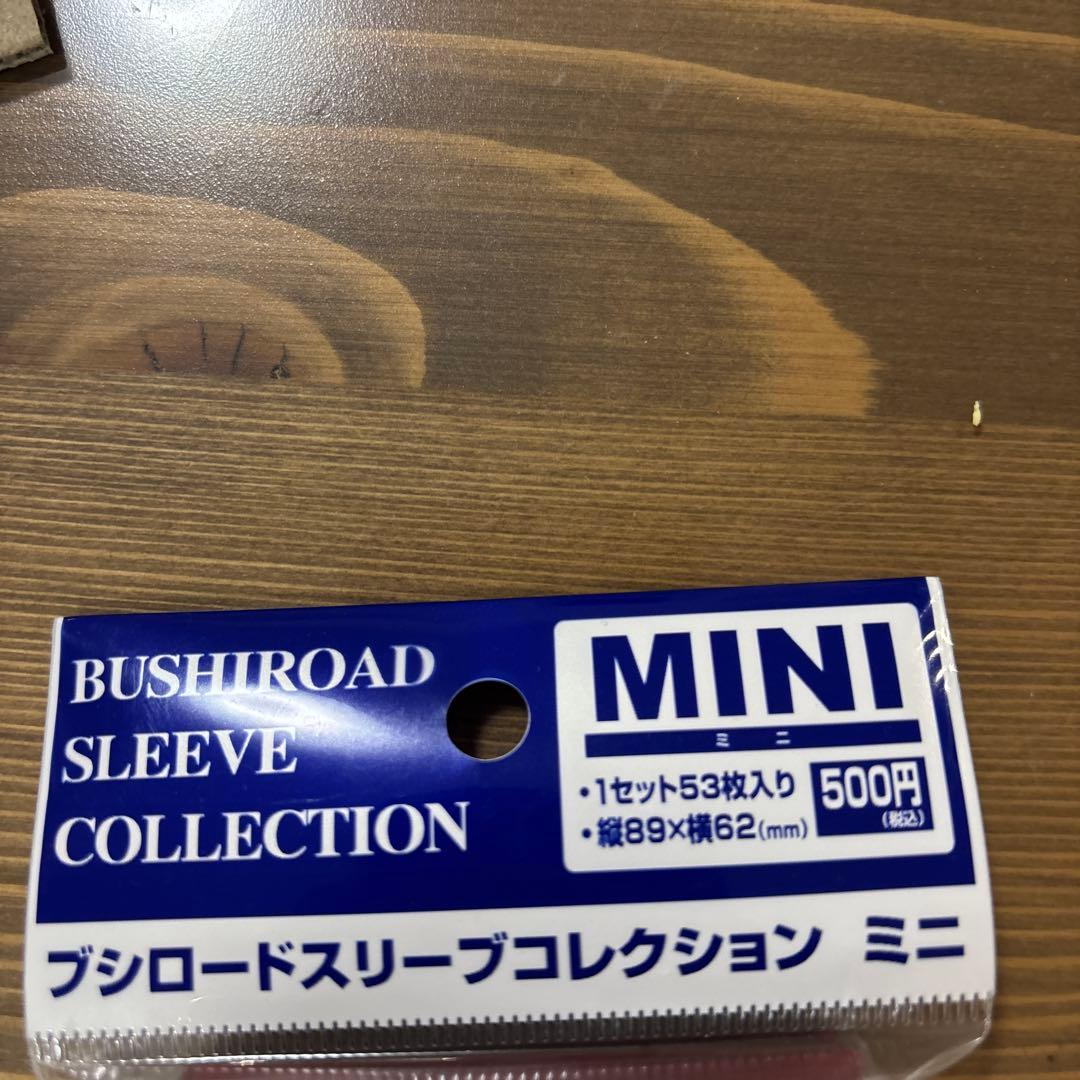 BUSHIROAD
SLEEVE
COLLECTION
MINI
ミニ
・1セット53枚入り
・縦89×横62(mm)
500円
(税込)
ブシロードスリーブコレクション ミニ